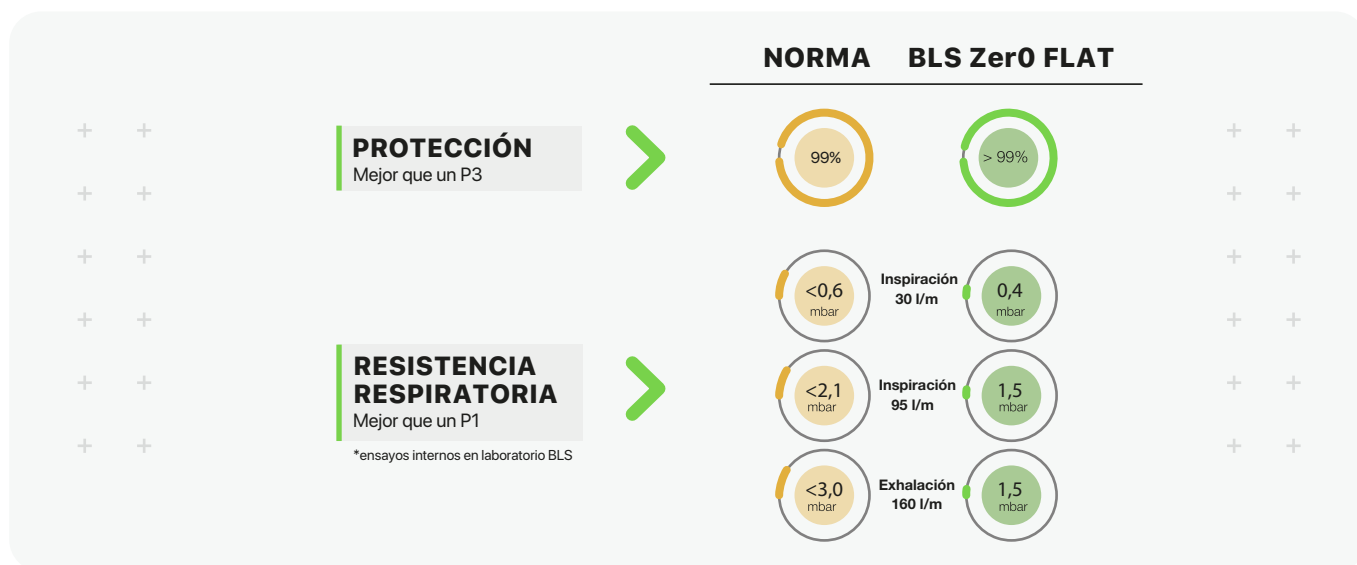 NORMA BLS Zer0 FLAT
PROTECCIÓN
Mejor que un P3
99%
> 99%
<0,6
mbar
Inspiración
30 l/m
0,4
mbar
RESISTENCIA
RESPIRATORIA
Mejor que un P1
*ensayos internos en laboratorio BLS
<2,1
mbar
Inspiración
95 l/m
1,5
mbar
<3,0
mbar
Exhalación
160 l/m
1,5
mbar